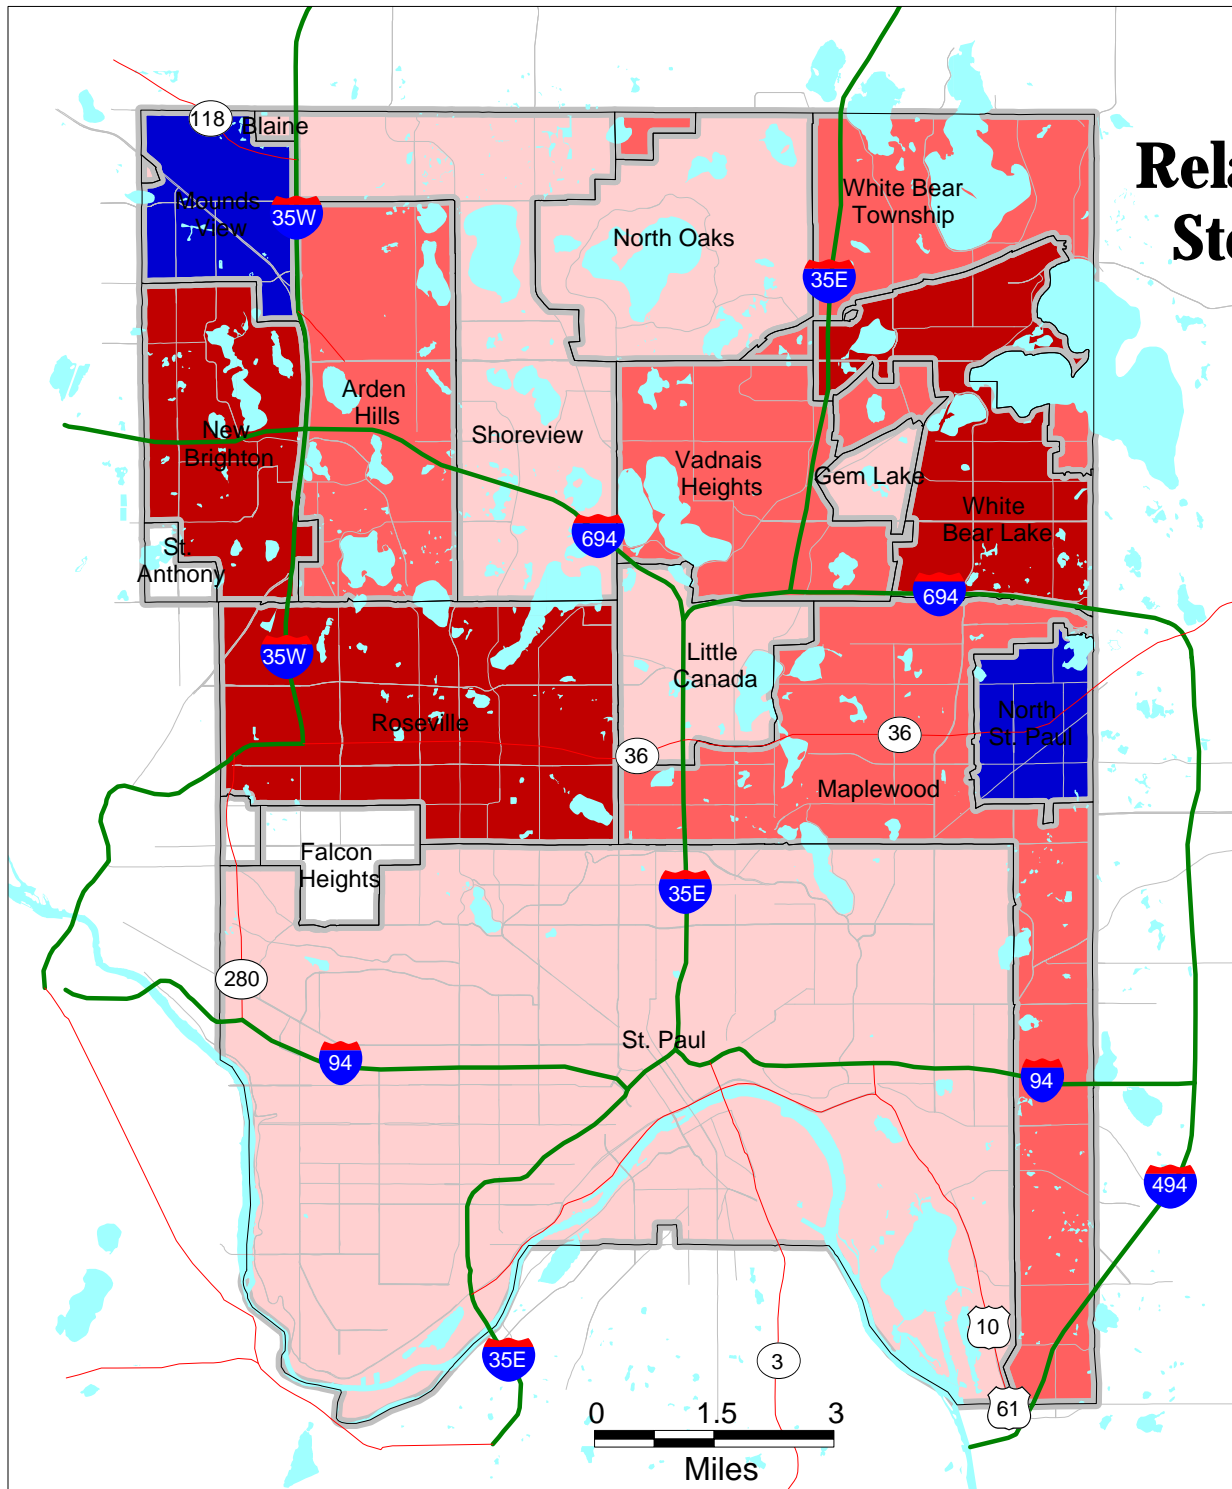 Rela
Sto
118
Blaine
Mounds
View
35W
White Bear
Township
North Oaks
35E
Arden
Hills
New
Brighton
Shoreview
Vadnais
Heights
Gem Lake
White
Bear Lake
694
St.
Anthony
694
35W
Little
Canada
Roseville
North
St. Paul
36
36
Maplewood
Falcon
Heights
35E
280
St. Paul
94
94
494
10
35E
3
61
0 1.5 3
Miles